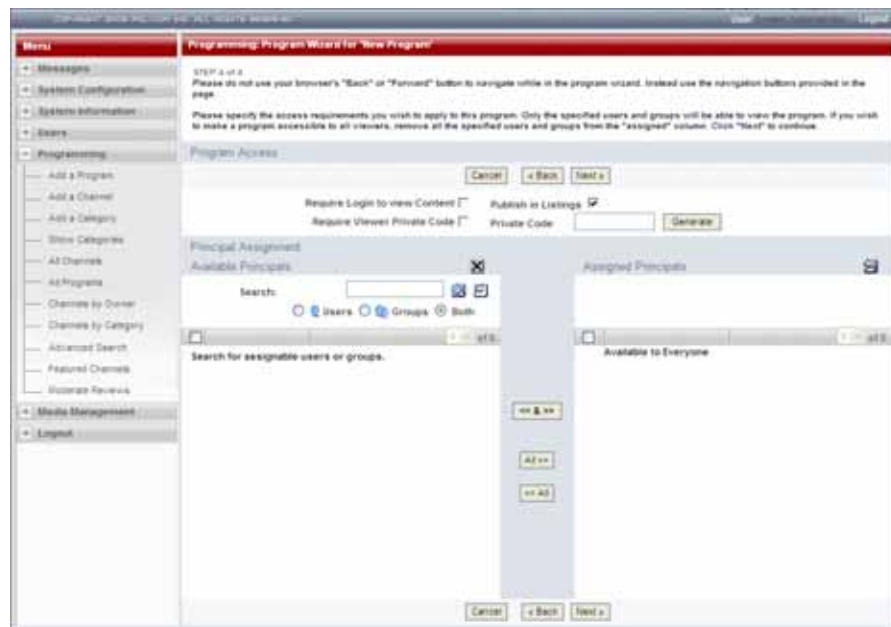 User
Logout
Menu
Programming: Program Wizard for 'New Program'
+ Messages
+ System Configuration
+ System Information
+ Users
− Programming
Add a Program
Add a Channel
Add a Category
Show Categories
All Channels
All Programs
Channels by Owner
Channels by Category
Advanced Search
Featured Channels
Moderate Reviews
+ Media Management
+ Logout
Please do not use your browser's "Back" or "Forward" button to navigate while in the program wizard. Instead use the navigation buttons provided in the
page.
Please specify the access requirements you wish to apply to this program. Only the specified users and groups will be able to view the program. If you wish
to make a program accessible to all viewers, remove all the specified users and groups from the "assigned" column. Click "Next" to continue.
Program Access
Cancel « Back Next »
Require Login to view Content Publish in Listings
Require Viewer Private Code Private Code Generate
Principal Assignment
Available Principals
Assigned Principals
Search:
Users Groups Both
Search for assignable users or groups.
Available to Everyone
<< & >>
All >>
<< All
Cancel « Back Next »